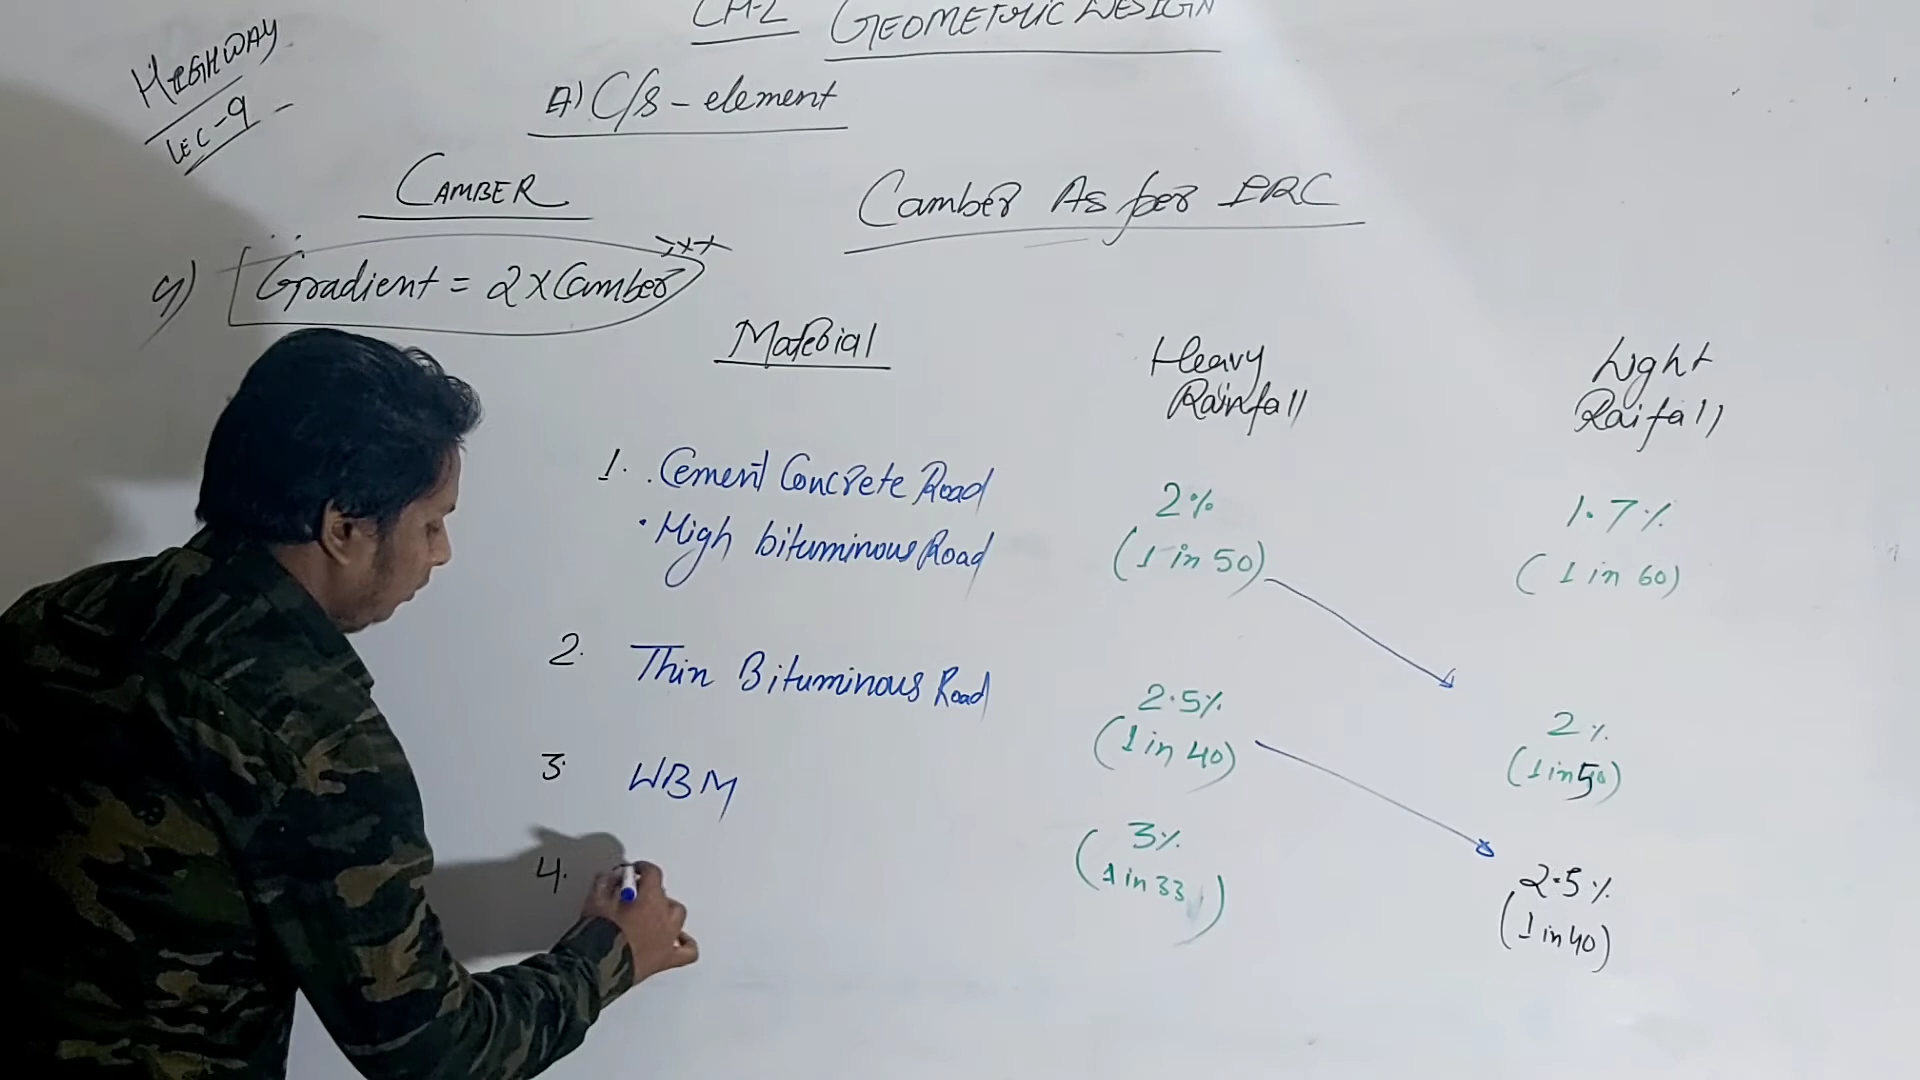 CH-2 GEOMETRIC DESIGN
HIGHWAY
LEC-9
A) C/S - element
CAMBER
Camber As per IRC
Gradient = 2 X Camber
Material
Heavy Rainfall
Light Raifall
1. . Cement Concrete Road
2%
(1 in 50)
1.7%
(1 in 60)
· High bituminous Road
2. Thin Bituminous Road
2.5%
(1 in 40)
2%
(1 in 50)
3. WBM
3%
(1 in 33)
2.5%
(1 in 40)
4.